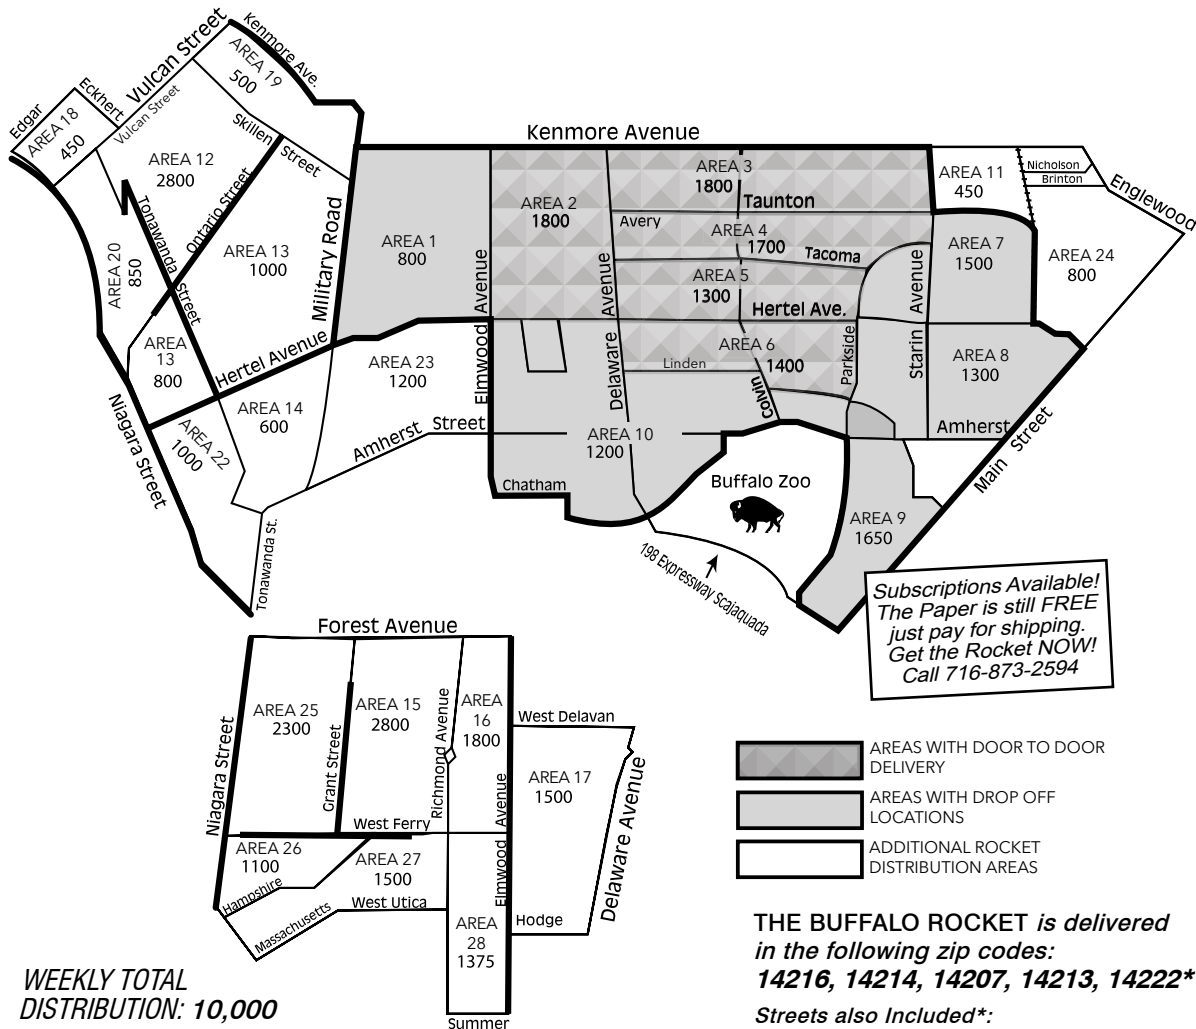 Vulcan Street
Kenmore Ave.
AREA 19
500
Edgar
Eckhert
AREA 18
450
Vulcan Street
Skillen
Street
AREA 12
2800
Ontario Street
Tonawanda
Street
AREA 20
850
AREA 13
1000
Military Road
AREA
13
800
Hertel Avenue
Niagara Street
AREA 22
1000
AREA 14
600
AREA 23
1200
Amherst
Street
Tonawanda st.
Kenmore Avenue
AREA 1
800
Elmwood
Avenue
AREA 2
1800
AREA 3
1800
Taunton
Avery
AREA 4
1700
Tacoma
AREA 5
1300
Hertel Ave.
Delaware
Avenue
AREA 6
1400
Linden
Colvin
Parkside
Starin
Avenue
AREA 11
450
Nicholson
Brinton
Englewood
AREA 7
1500
AREA 24
800
AREA 8
1300
Amherst
Main Street
AREA 10
1200
Chatham
Buffalo Zoo
AREA 9
1650
198 Expressway Scajaquada
Subscriptions Available!
The Paper is still FREE
just pay for shipping.
Get the Rocket NOW!
Call 716-873-2594
Forest Avenue
AREA 25
2300
Niagara Street
Grant Street
AREA 15
2800
Richmond Avenue
AREA
16
1800
Elmwood
Avenue
West Delavan
AREA 17
1500
Delaware Avenue
West Ferry
AREA 26
1100
AREA 27
1500
Hampshire
Massachusetts
West Utica
AREA
28
1375
Hodge
Summer
AREAS WITH DOOR TO DOOR
DELIVERY
AREAS WITH DROP OFF
LOCATIONS
ADDITIONAL ROCKET
DISTRIBUTION AREAS
WEEKLY TOTAL
DISTRIBUTION: 10,000
THE BUFFALO ROCKET is delivered
in the following zip codes:
14216, 14214, 14207, 14213, 14222*
Streets also Included*: